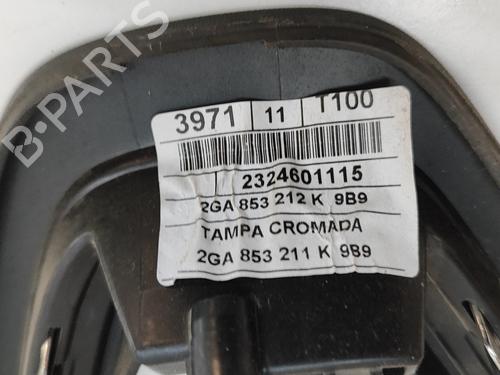 B-PARTS
3971 11 T100
2324601115
2GA 853 212 K 9B9
TAMPA CROMADA
2GA 853 211 K 9B9